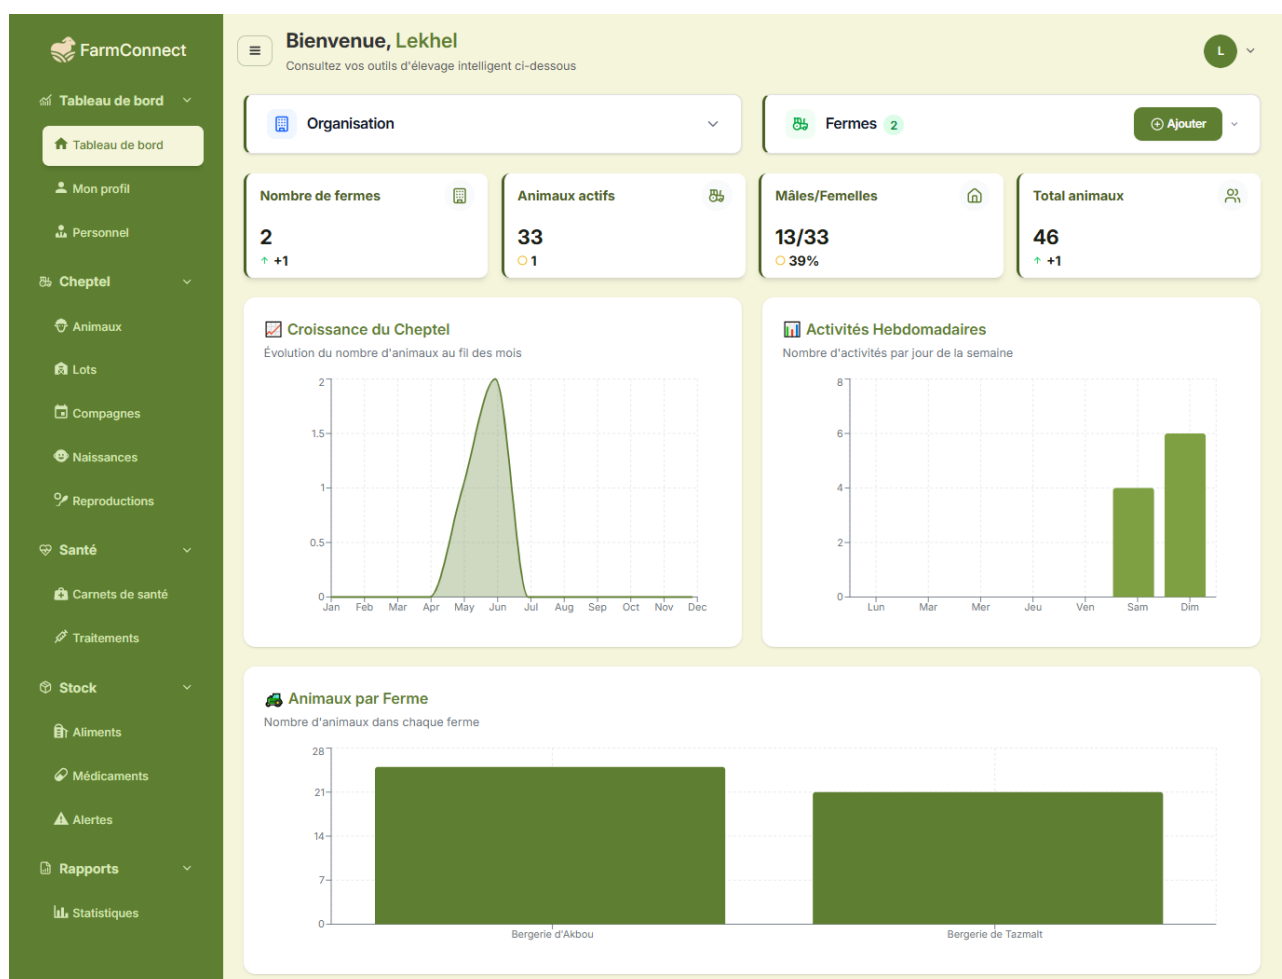 FarmConnect
Tableau de bord
Tableau de bord
Mon profil
Personnel
Cheptel
Animaux
Lots
Compagnes
Naissances
Reproductions
Santé
Carnets de santé
Traitements
Stock
Aliments
Médicaments
Alertes
Rapports
Statistiques
Bienvenue, Lekhel
Consultez vos outils d'élevage intelligent ci-dessous
L
Organisation
Fermes 2
Ajouter
Nombre de fermes
2
+1
Animaux actifs
33
1
Mâles/Femelles
13/33
39%
Total animaux
46
+1
Croissance du Cheptel
Évolution du nombre d'animaux au fil des mois
2
1.5
1
0.5
0
Jan Feb Mar Apr May Jun Jul Aug Sep Oct Nov Dec
Activités Hebdomadaires
Nombre d'activités par jour de la semaine
8
6
4
2
0
Lun Mar Mer Jeu Ven Sam Dim
Animaux par Ferme
Nombre d'animaux dans chaque ferme
28
21
14
7
0
Bergerie d'Akbou Bergerie de Tazmalt